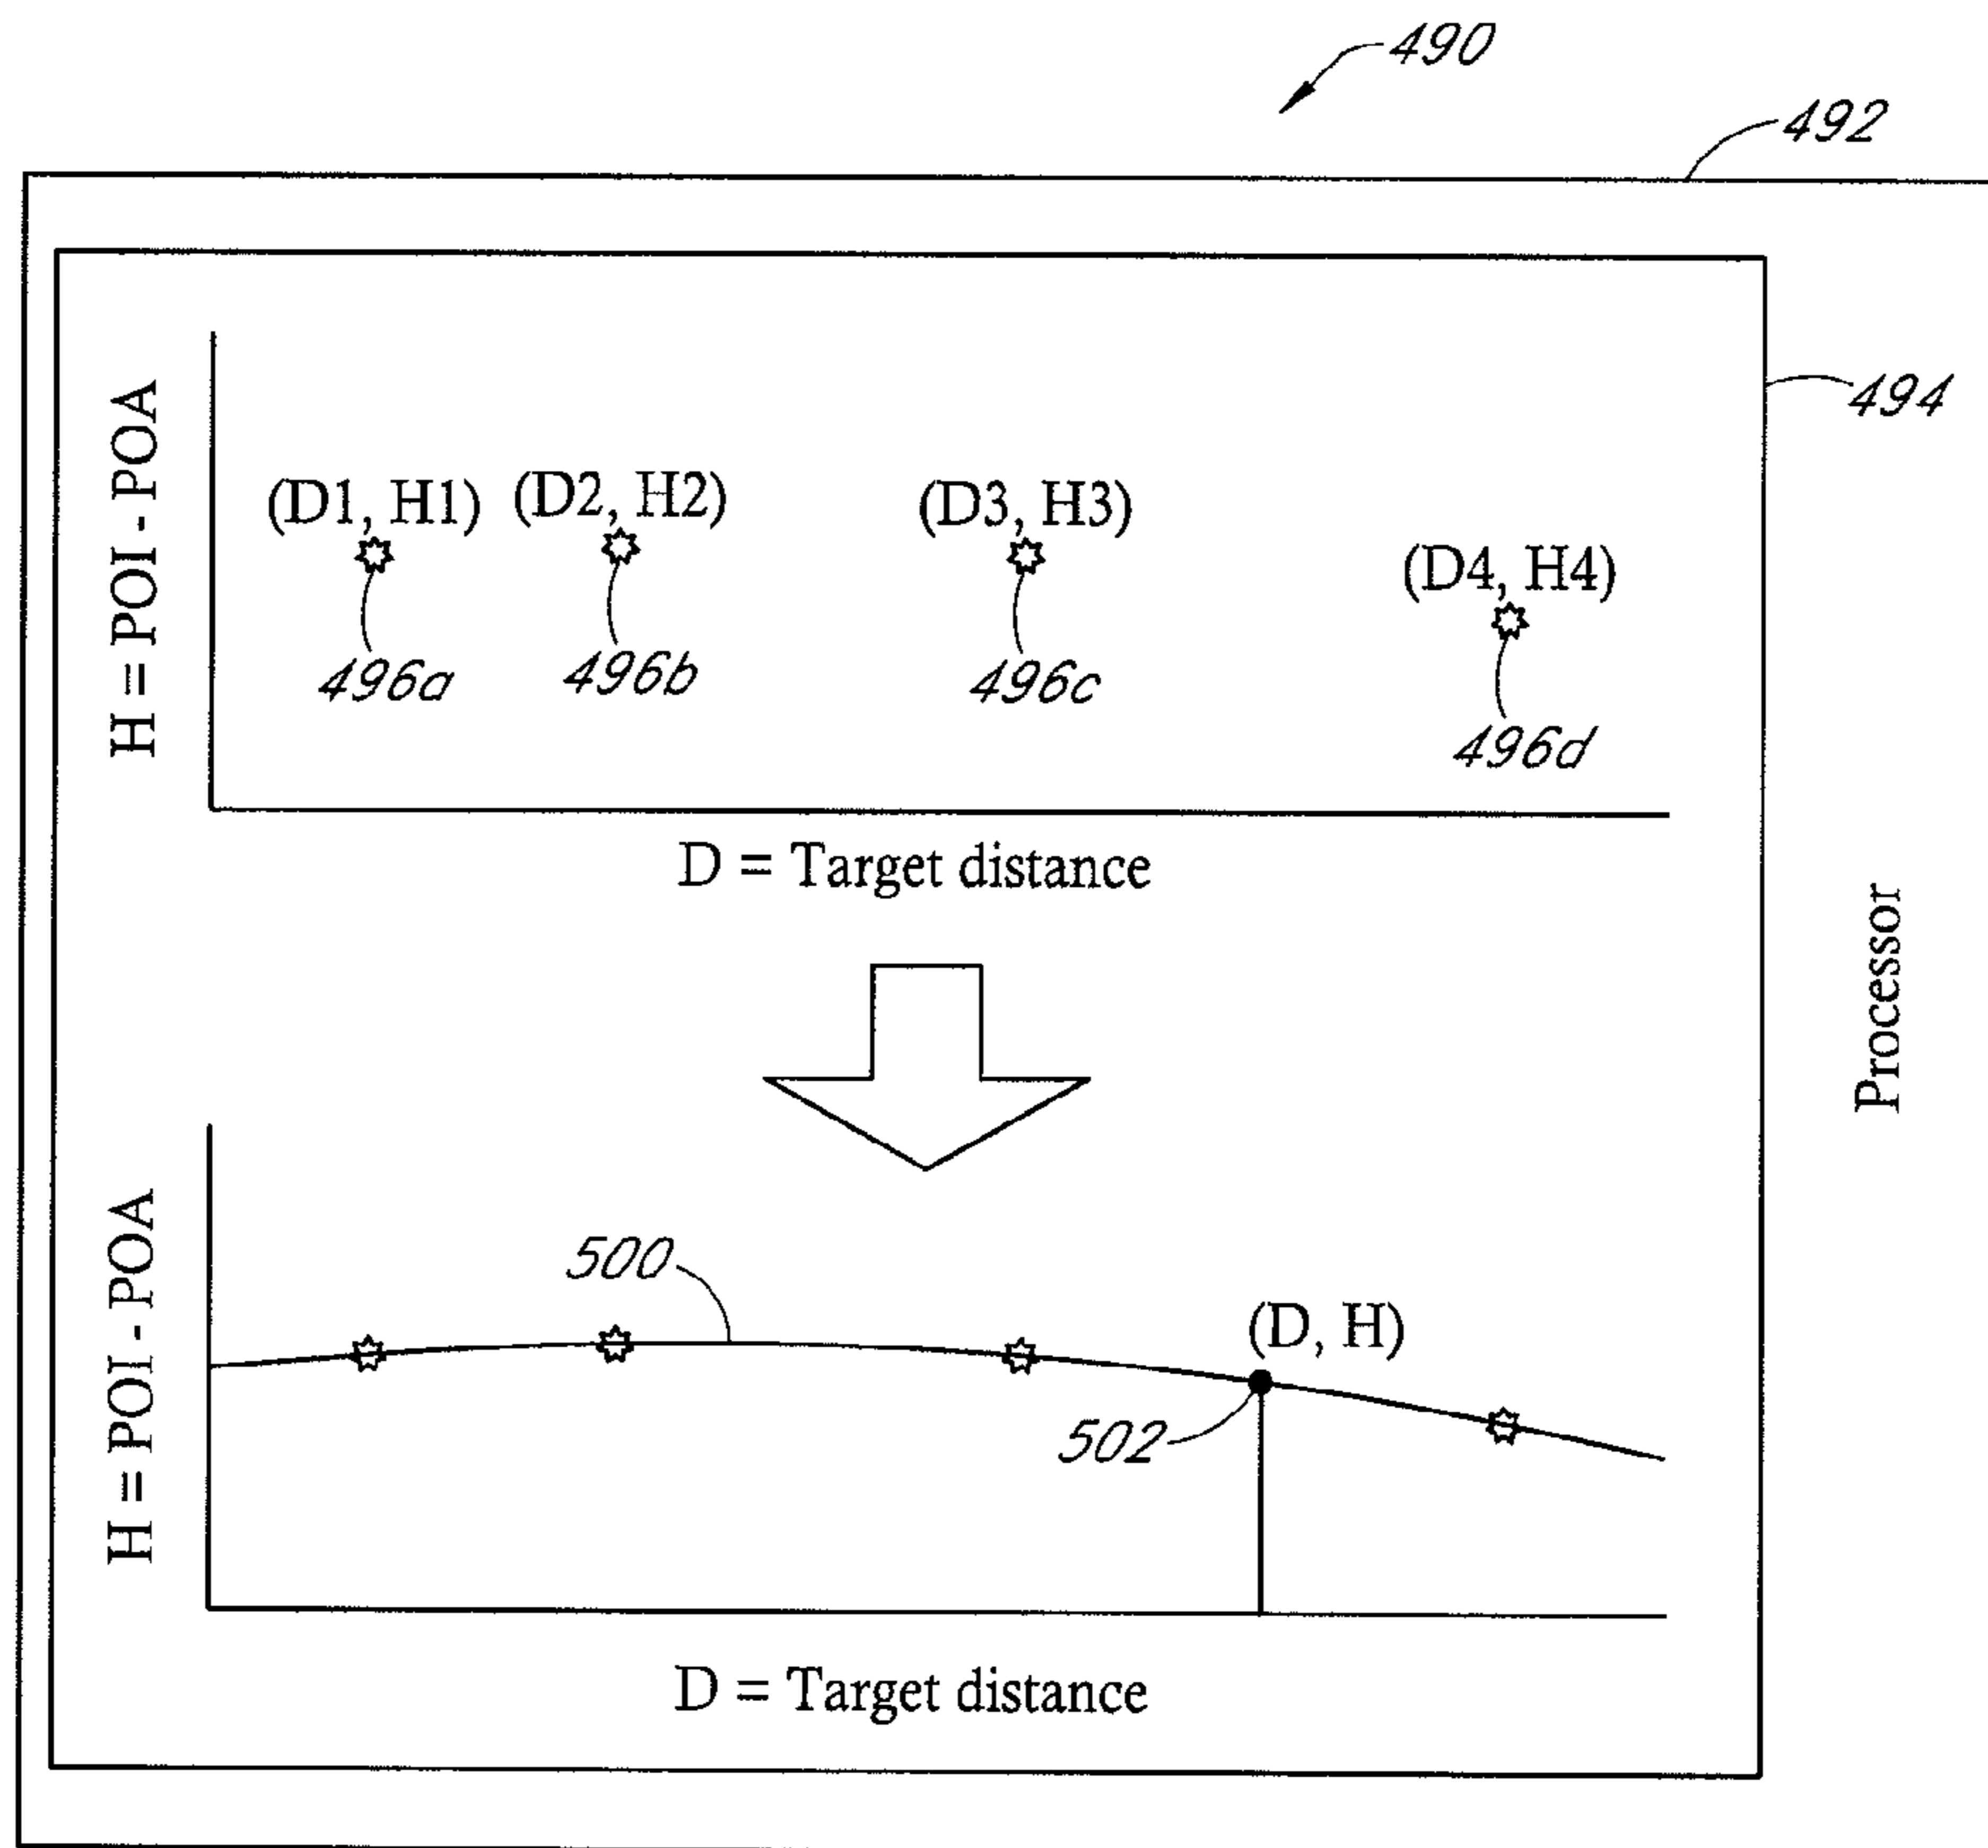 490
492
494
H = POI - POA
(D1, H1)
(D2, H2)
(D3, H3)
(D4, H4)
496a
496b
496c
496d
D = Target distance
Processor
H = POI - POA
500
(D, H)
502
D = Target distance